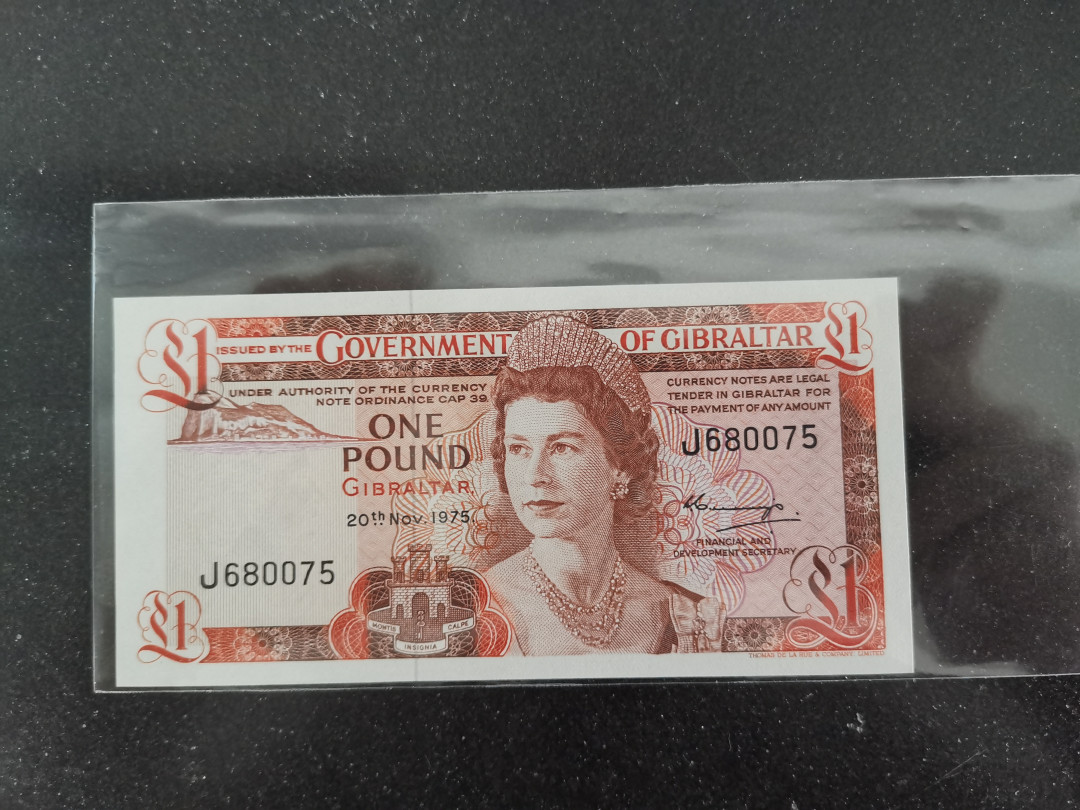 £1
ISSUED BY THE GOVERNMENT OF GIBRALTAR
£1
UNDER AUTHORITY OF THE CURRENCY
NOTE ORDINANCE CAP 39.
CURRENCY NOTES ARE LEGAL
TENDER IN GIBRALTAR FOR
THE PAYMENT OF ANY AMOUNT
ONE
POUND
GIBRALTAR.
20th Nov. 1975.
J680075
FINANCIAL AND
DEVELOPMENT SECRETARY
J680075
£1
MONTIS CALPE
INSIGNIA
£1
THOMAS DE LA RUE & COMPANY, LIMITED